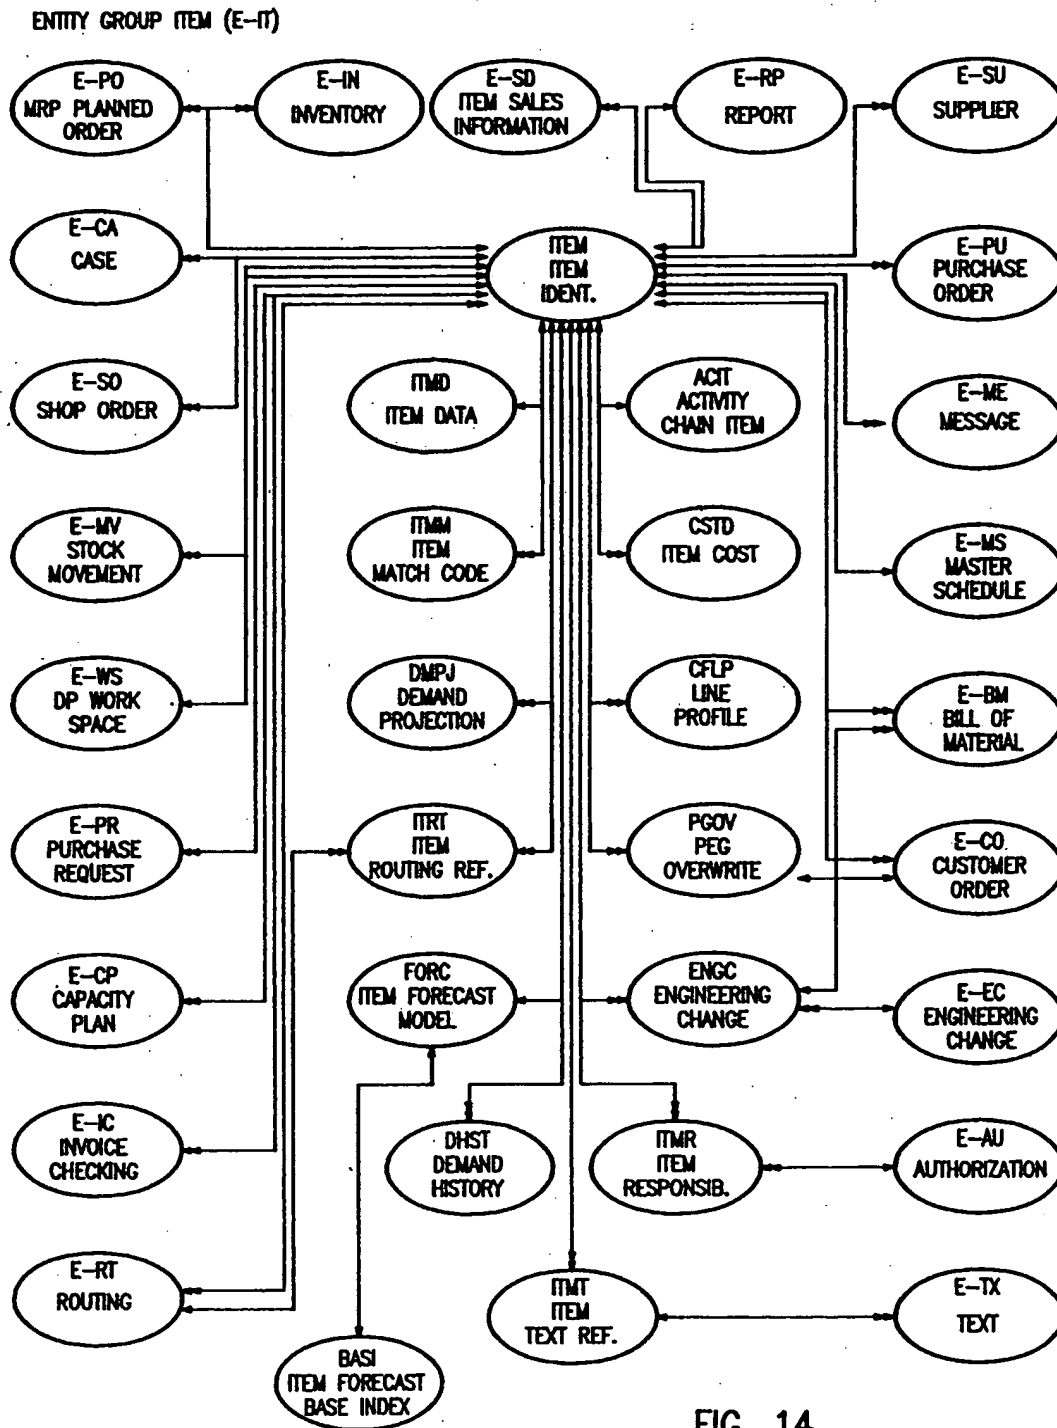 ENTITY GROUP ITEM (E-IT)
E-PO
MRP PLANNED
ORDER
E-IN
INVENTORY
E-SD
ITEM SALES
INFORMATION
E-RP
REPORT
E-SU
SUPPLIER
E-CA
CASE
ITEM
ITEM
IDENT.
E-PU
PURCHASE
ORDER
E-SO
SHOP ORDER
ITMD
ITEM DATA
ACIT
ACTIVITY
CHAIN ITEM
E-ME
MESSAGE
E-MV
STOCK
MOVEMENT
ITMM
ITEM
MATCH CODE
CSTD
ITEM COST
E-MS
MASTER
SCHEDULE
E-WS
DP WORK
SPACE
DMPJ
DEMAND
PROJECTION
CFLP
LINE
PROFILE
E-BM
BILL OF
MATERIAL
E-PR
PURCHASE
REQUEST
ITRT
ITEM
ROUTING REF.
PGOV
PEG
OVERWRITE
E-CO
CUSTOMER
ORDER
E-CP
CAPACITY
PLAN
FORC
ITEM FORECAST
MODEL
ENGC
ENGINEERING
CHANGE
E-EC
ENGINEERING
CHANGE
E-IC
INVOICE
CHECKING
DHST
DEMAND
HISTORY
ITMR
ITEM
RESPONSIB.
E-AU
AUTHORIZATION
E-RT
ROUTING
ITMT
ITEM
TEXT REF.
E-TX
TEXT
BASI
ITEM FORECAST
BASE INDEX
FIG. 14